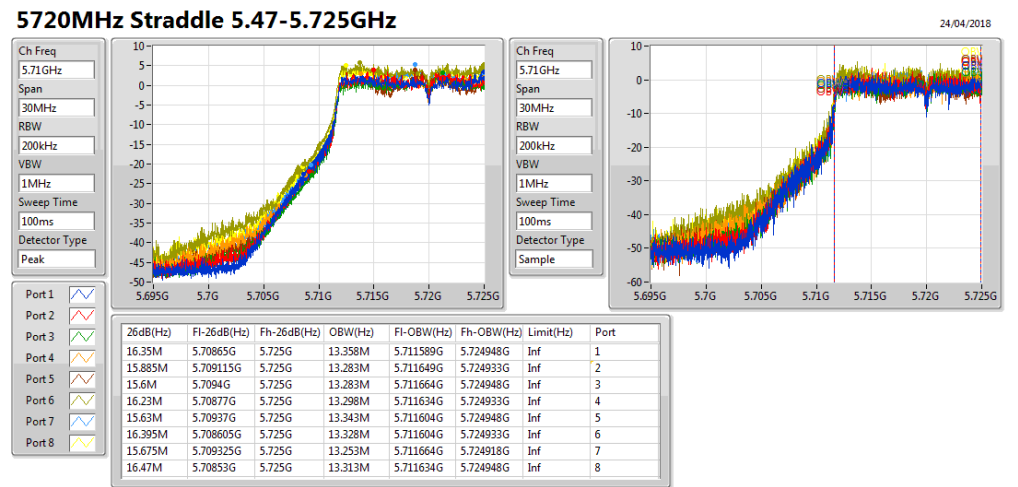 5720MHz Straddle 5.47-5.725GHz
24/04/2018
Ch Freq
5.71GHz
Span
30MHz
RBW
200kHz
VBW
1MHz
Sweep Time
100ms
Detector Type
Peak
10
5
0
-5
-10
-15
-20
-25
-30
-35
-40
-45
-50
5.695G 5.7G 5.705G 5.71G 5.715G 5.72G 5.725G
Ch Freq
5.71GHz
Span
30MHz
RBW
200kHz
VBW
1MHz
Sweep Time
100ms
Detector Type
Sample
10
0
-10
-20
-30
-40
-50
-60
5.695G 5.7G 5.705G 5.71G 5.715G 5.72G 5.725G
Port 1
Port 2
Port 3
Port 4
Port 5
Port 6
Port 7
Port 8
26dB(Hz) Fl-26dB(Hz) Fh-26dB(Hz) OBW(Hz) Fl-OBW(Hz) Fh-OBW(Hz) Limit(Hz) Port
16.35M 5.70865G 5.725G 13.358M 5.711589G 5.724948G Inf 1
15.885M 5.709115G 5.725G 13.283M 5.711649G 5.724933G Inf 2
15.6M 5.7094G 5.725G 13.283M 5.711664G 5.724948G Inf 3
16.23M 5.70877G 5.725G 13.298M 5.711634G 5.724933G Inf 4
15.63M 5.70937G 5.725G 13.343M 5.711604G 5.724948G Inf 5
16.395M 5.708605G 5.725G 13.328M 5.711604G 5.724933G Inf 6
15.675M 5.709325G 5.725G 13.253M 5.711664G 5.724918G Inf 7
16.47M 5.70853G 5.725G 13.313M 5.711634G 5.724948G Inf 8